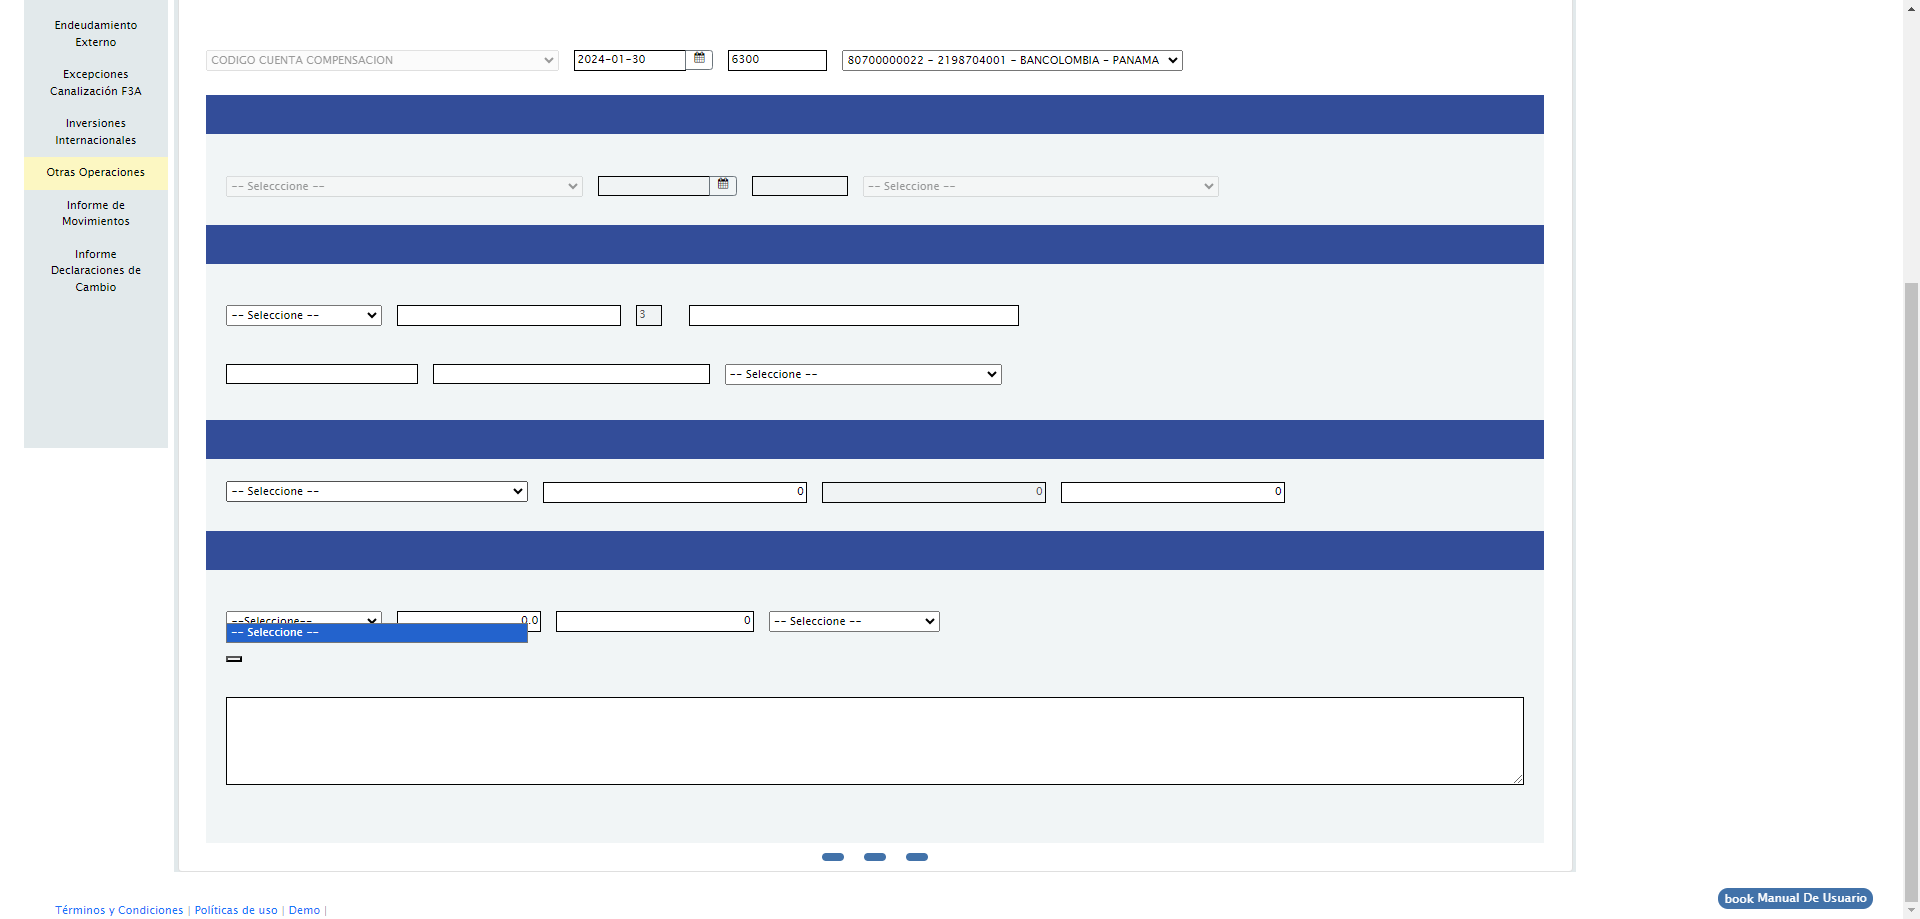 Endeudamiento
Externo
Excepciones
Canalización F3A
Inversiones
Internacionales
Otras Operaciones
Informe de
Movimientos
Informe
Declaraciones de
Cambio
CODIGO CUENTA COMPENSACION 2024-01-30 6300 80700000022 - 2198704001 - BANCOLOMBIA - PANAMA
-- Selecccione -- -- Seleccione --
-- Seleccione -- 3
-- Seleccione --
-- Seleccione -- 0 0 0
--Seleccione-- 0.0 0 -- Seleccione --
-- Seleccione --
book Manual De Usuario
Términos y Condiciones | Políticas de uso | Demo |